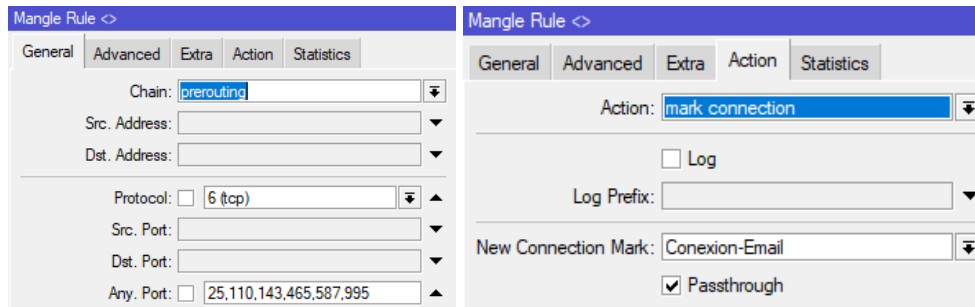 Mangle Rule <>
General Advanced Extra Action Statistics
Chain: prerouting
Src. Address:
Dst. Address:
Protocol: 6 (tcp)
Src. Port:
Dst. Port:
Any. Port: 25,110,143,465,587,995
Mangle Rule <>
General Advanced Extra Action Statistics
Action: mark connection
Log
Log Prefix:
New Connection Mark: Conexion-Email
Passthrough